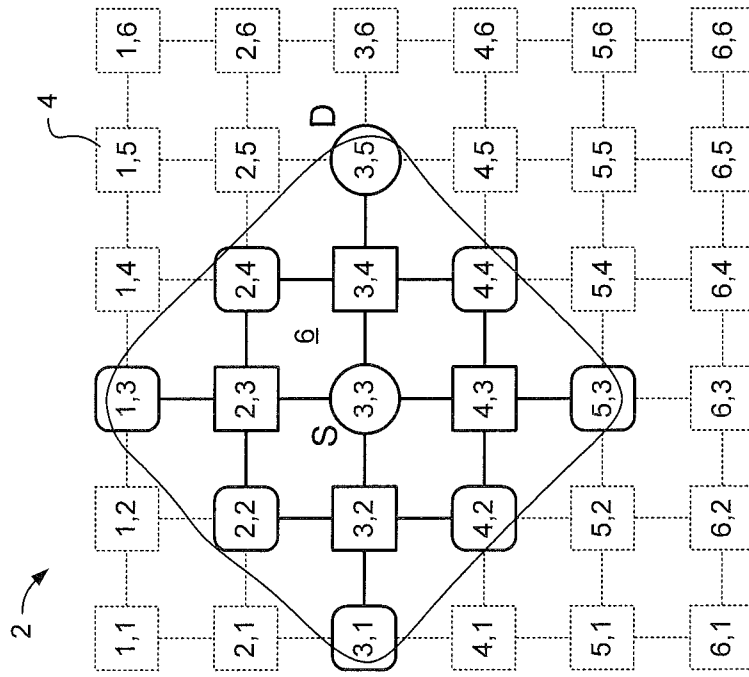 2
4
1,1 1,2 1,3 1,4 1,5 1,6
2,1 2,2 2,3 2,4 2,5 2,6
6
D
S
3,1 3,2 3,3 3,4 3,5 3,6
4,1 4,2 4,3 4,4 4,5 4,6
5,1 5,2 5,3 5,4 5,5 5,6
6,1 6,2 6,3 6,4 6,5 6,6